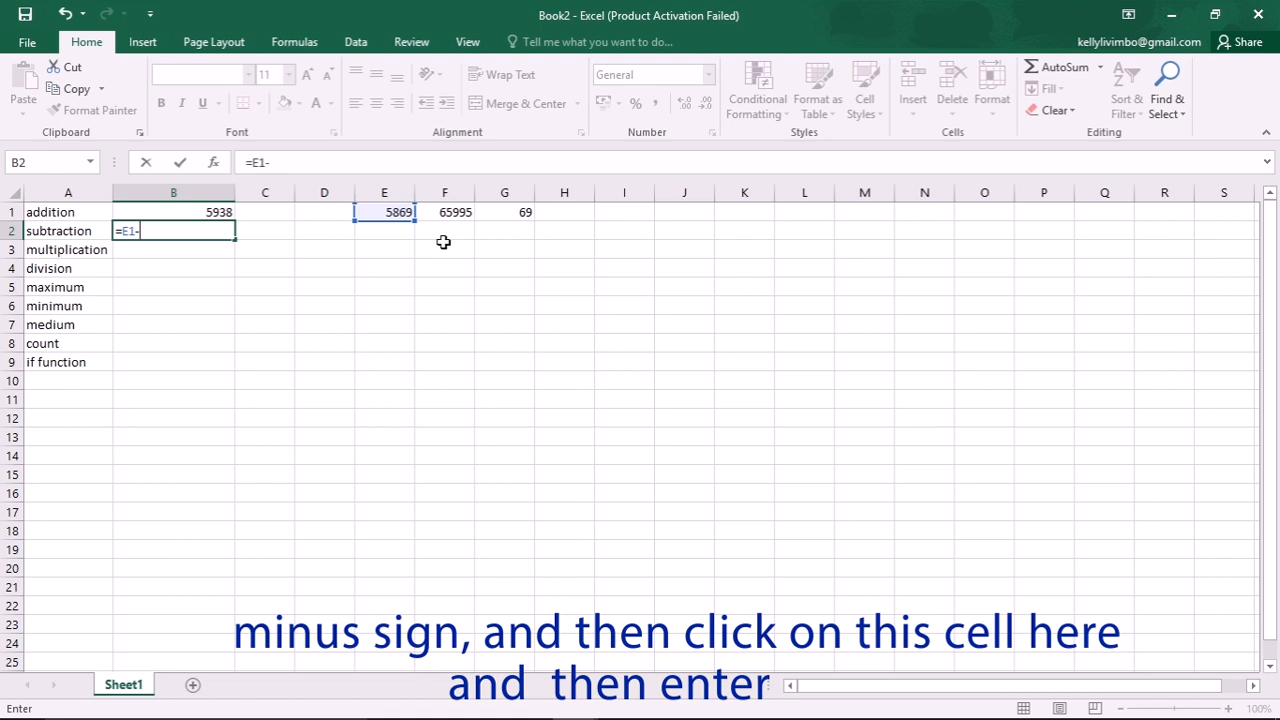 Book2 - Excel (Product Activation Failed)
File Home Insert Page Layout Formulas Data Review View Tell me what you want to do... kellylivimbo@gmail.com Share
Paste Cut Copy Format Painter
Clipboard
11
Font
Wrap Text
Merge & Center
Alignment
General
%
Number
Conditional Formatting
Format as Table
Cell Styles
Styles
Insert Delete Format
Cells
AutoSum
Fill
Clear
Sort & Filter
Find & Select
Editing
B2 fx =E1-
A B C D E F G H I J K L M N O P Q R S
1 addition 5938 5869 65995 69
2 subtraction =E1-
3 multiplication
4 division
5 maximum
6 minimum
7 medium
8 count
9 if function
10
11
12
13
14
15
16
17
18
19
20
21
22
23
24
25
minus sign, and then click on this cell here
and then enter
Sheet1
Enter 100%